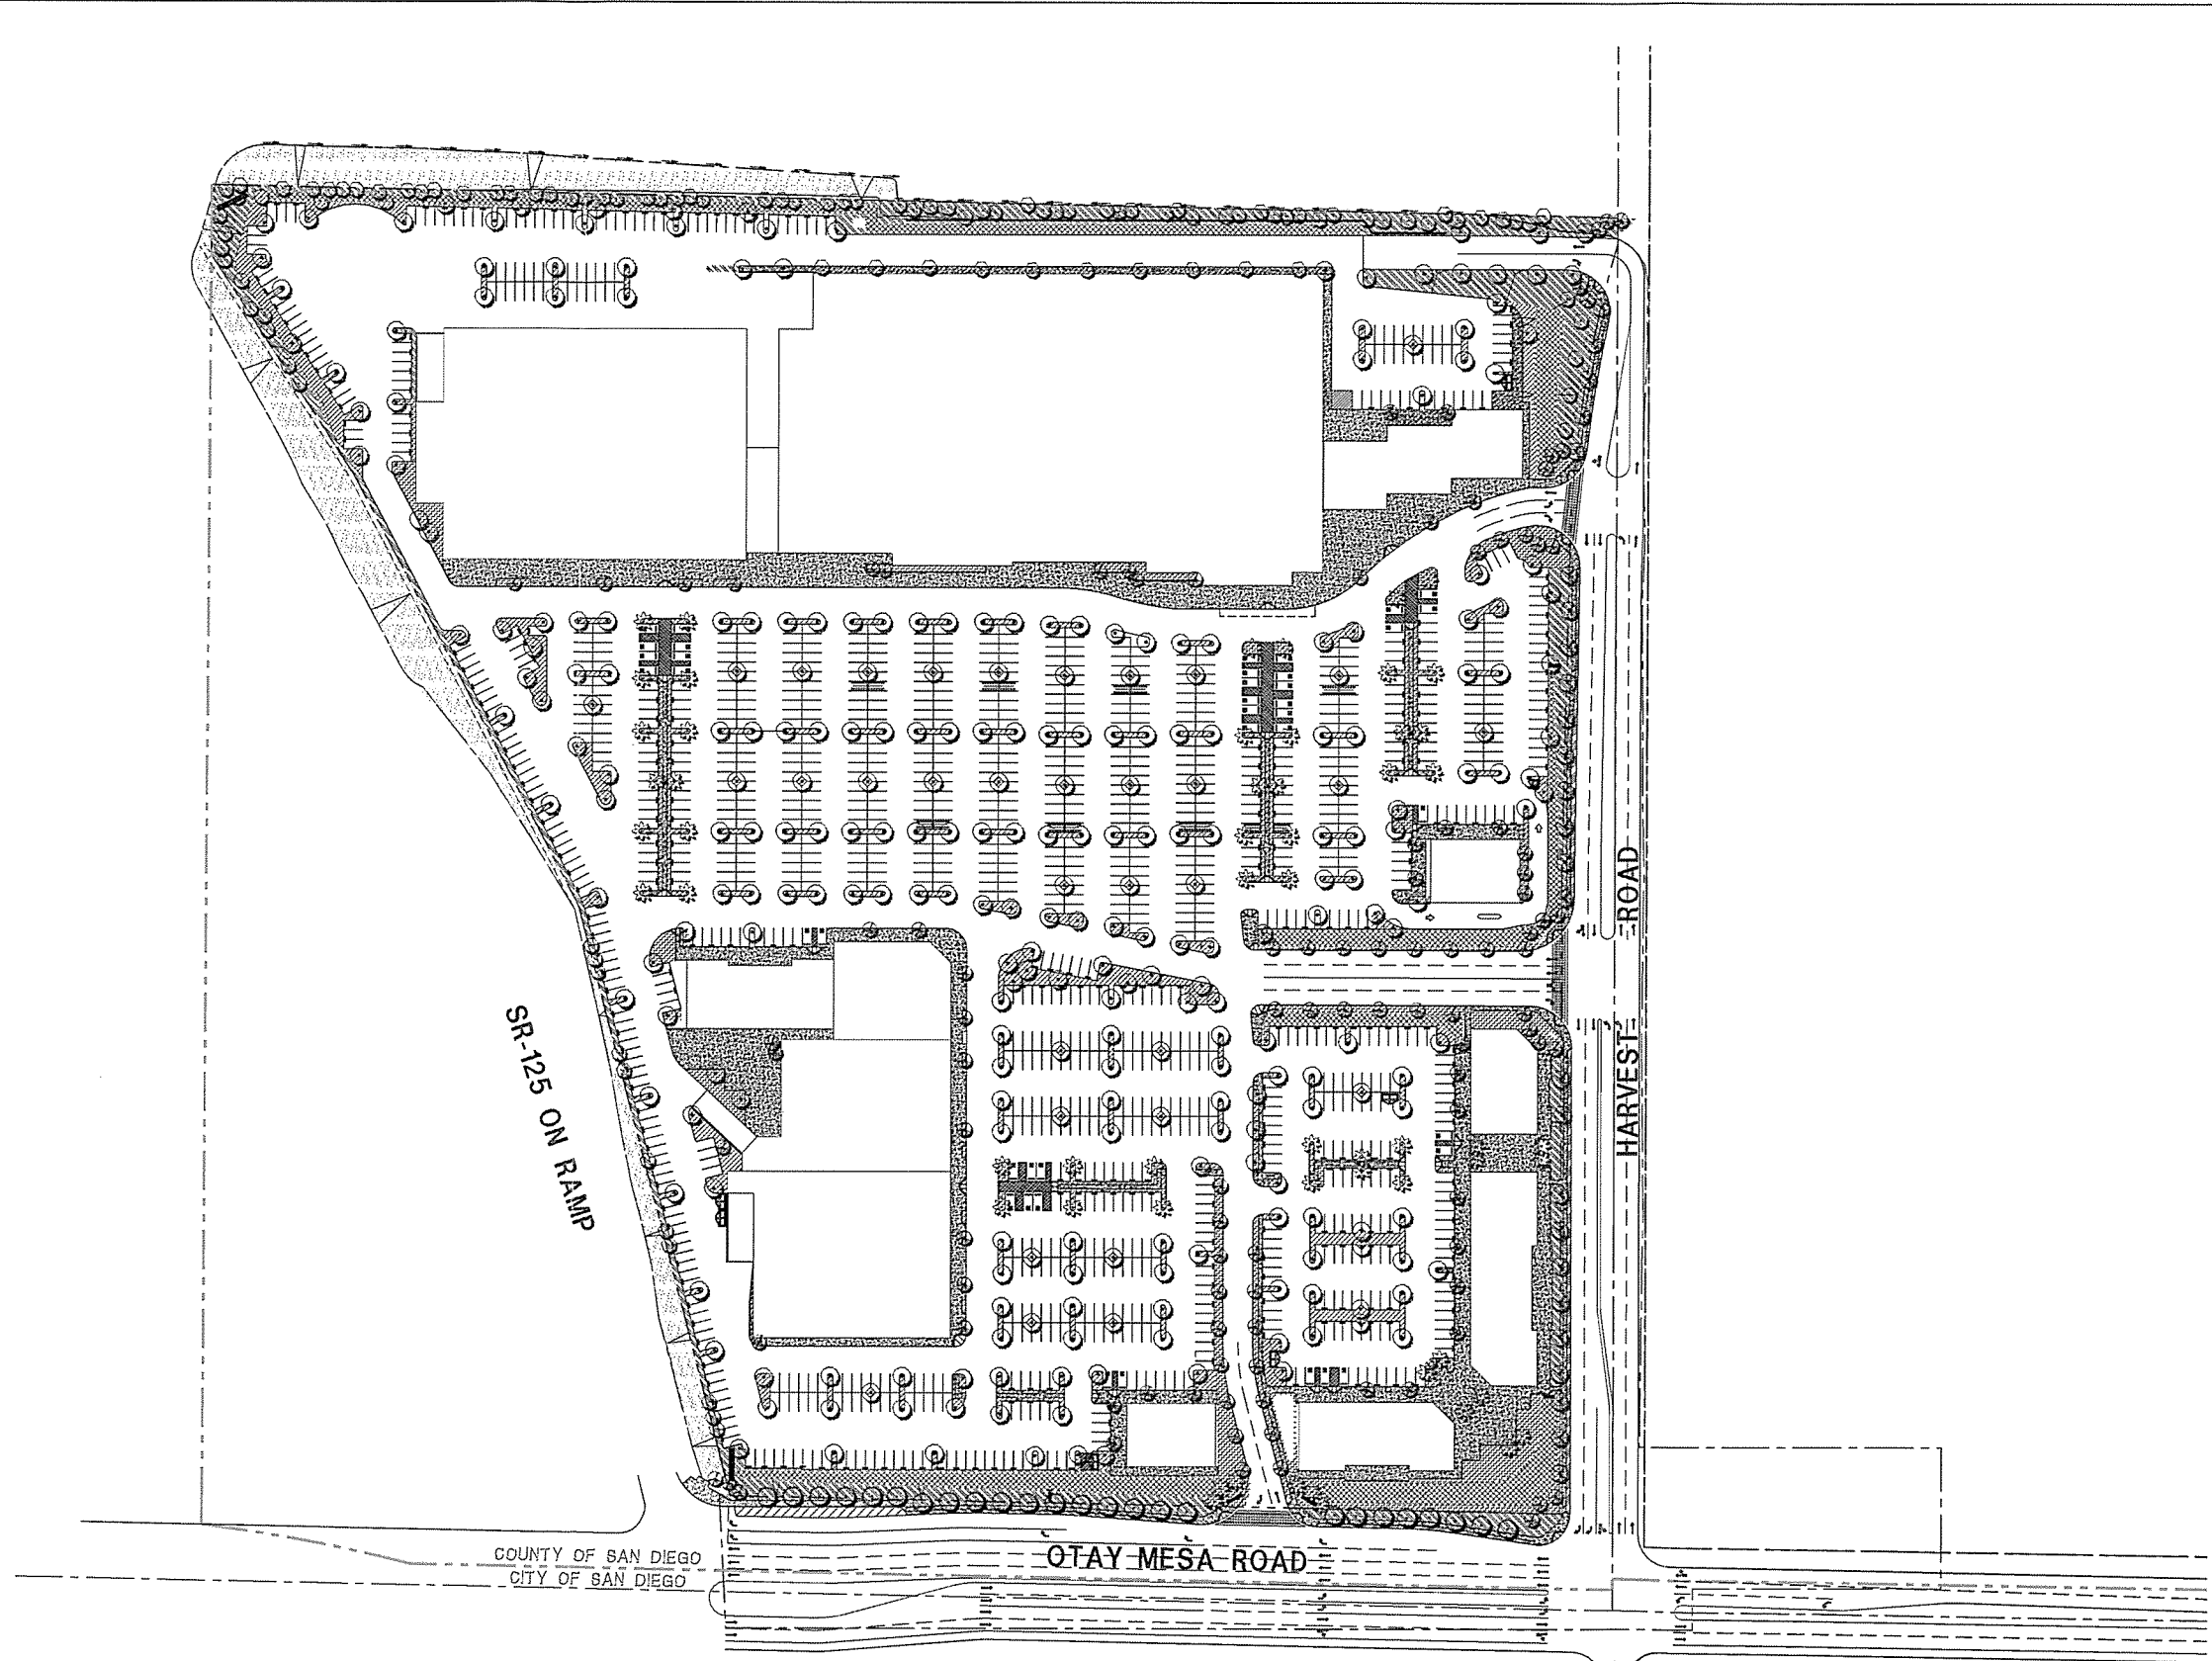 HARVEST ROAD
SR-125 ON RAMP
COUNTY OF SAN DIEGO
CITY OF SAN DIEGO
OTAY MESA ROAD